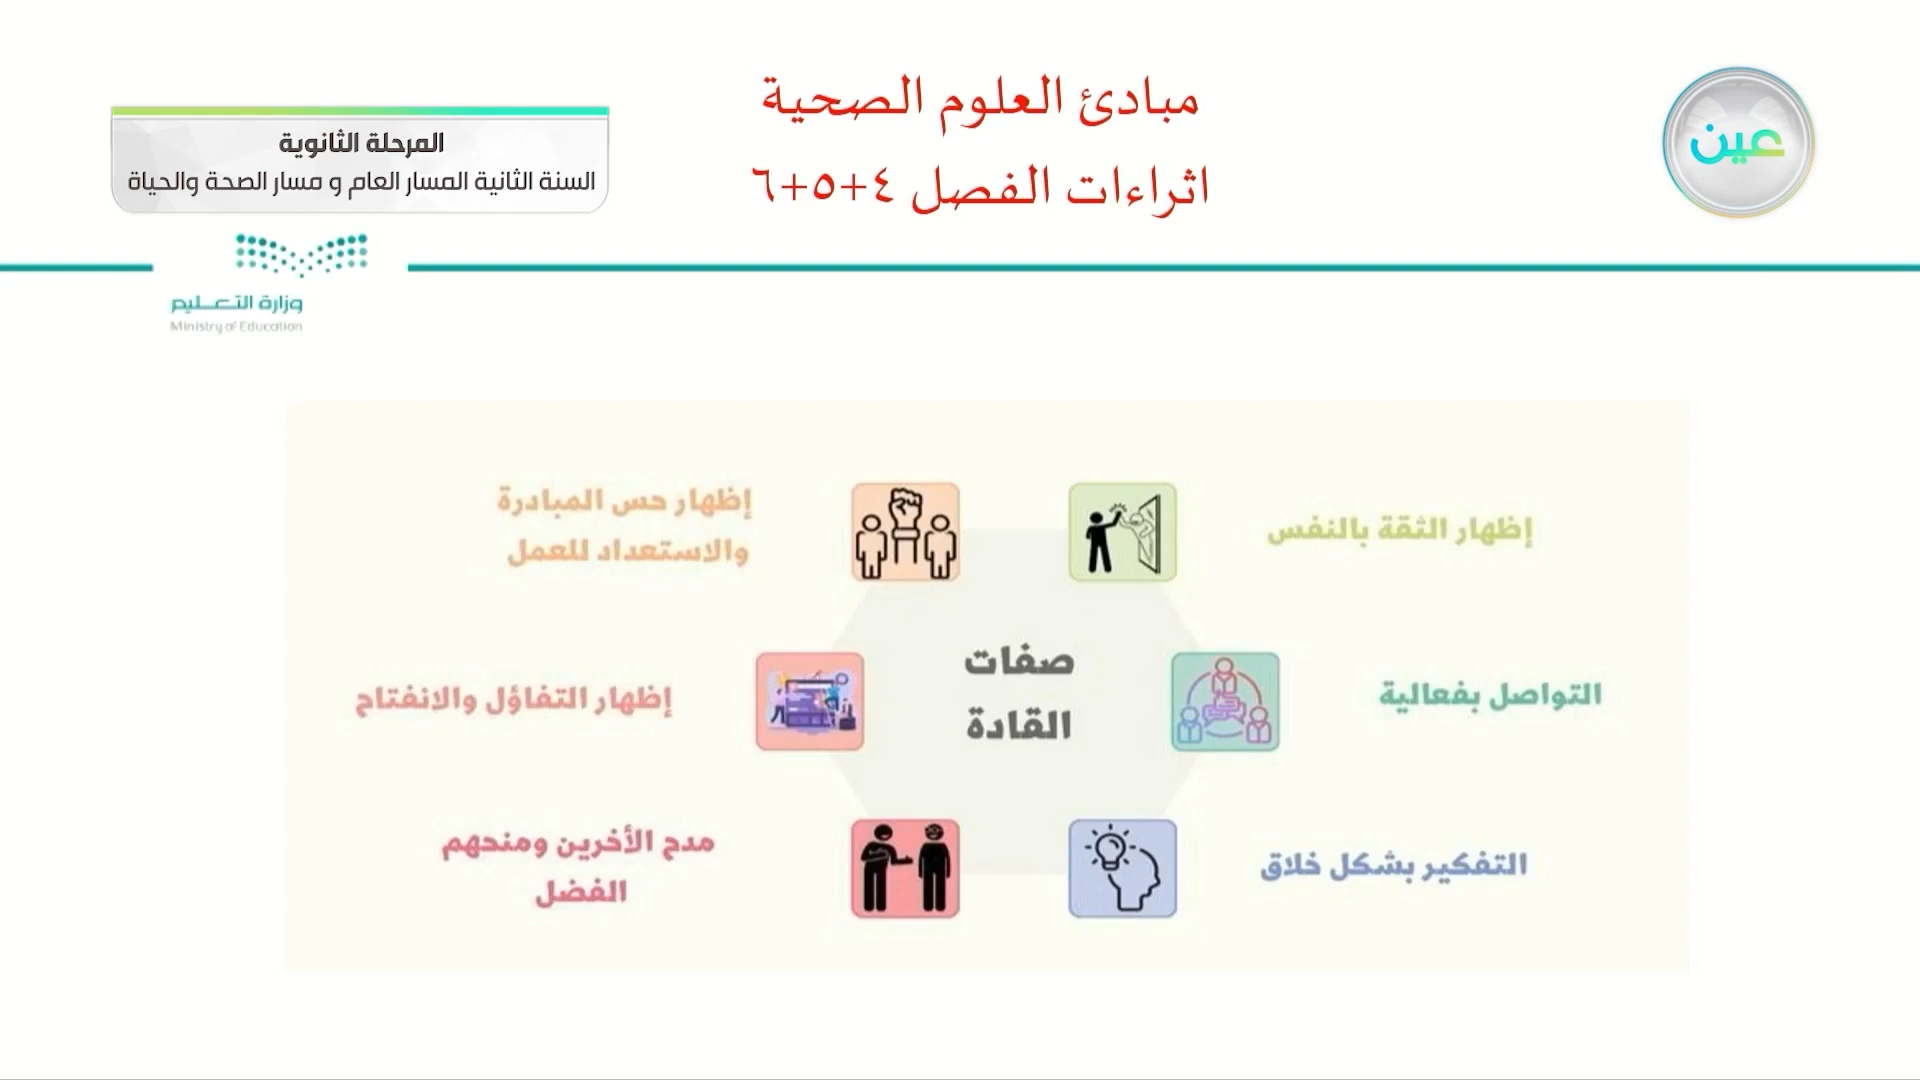 مبادئ العلوم الصحية
اثراءات الفصل ٤+٥+٦
عين
المرحلة الثانوية
السنة الثانية المسار العام و مسار الصحة والحياة
وزارة التعليم
Ministry of Education
صفات
القادة
إظهار الثقة بالنفس
التواصل بفعالية
التفكير بشكل خلاق
إظهار حس المبادرة
والاستعداد للعمل
إظهار التفاؤل والانفتاح
مدح الأخرين ومنحهم
الفضل